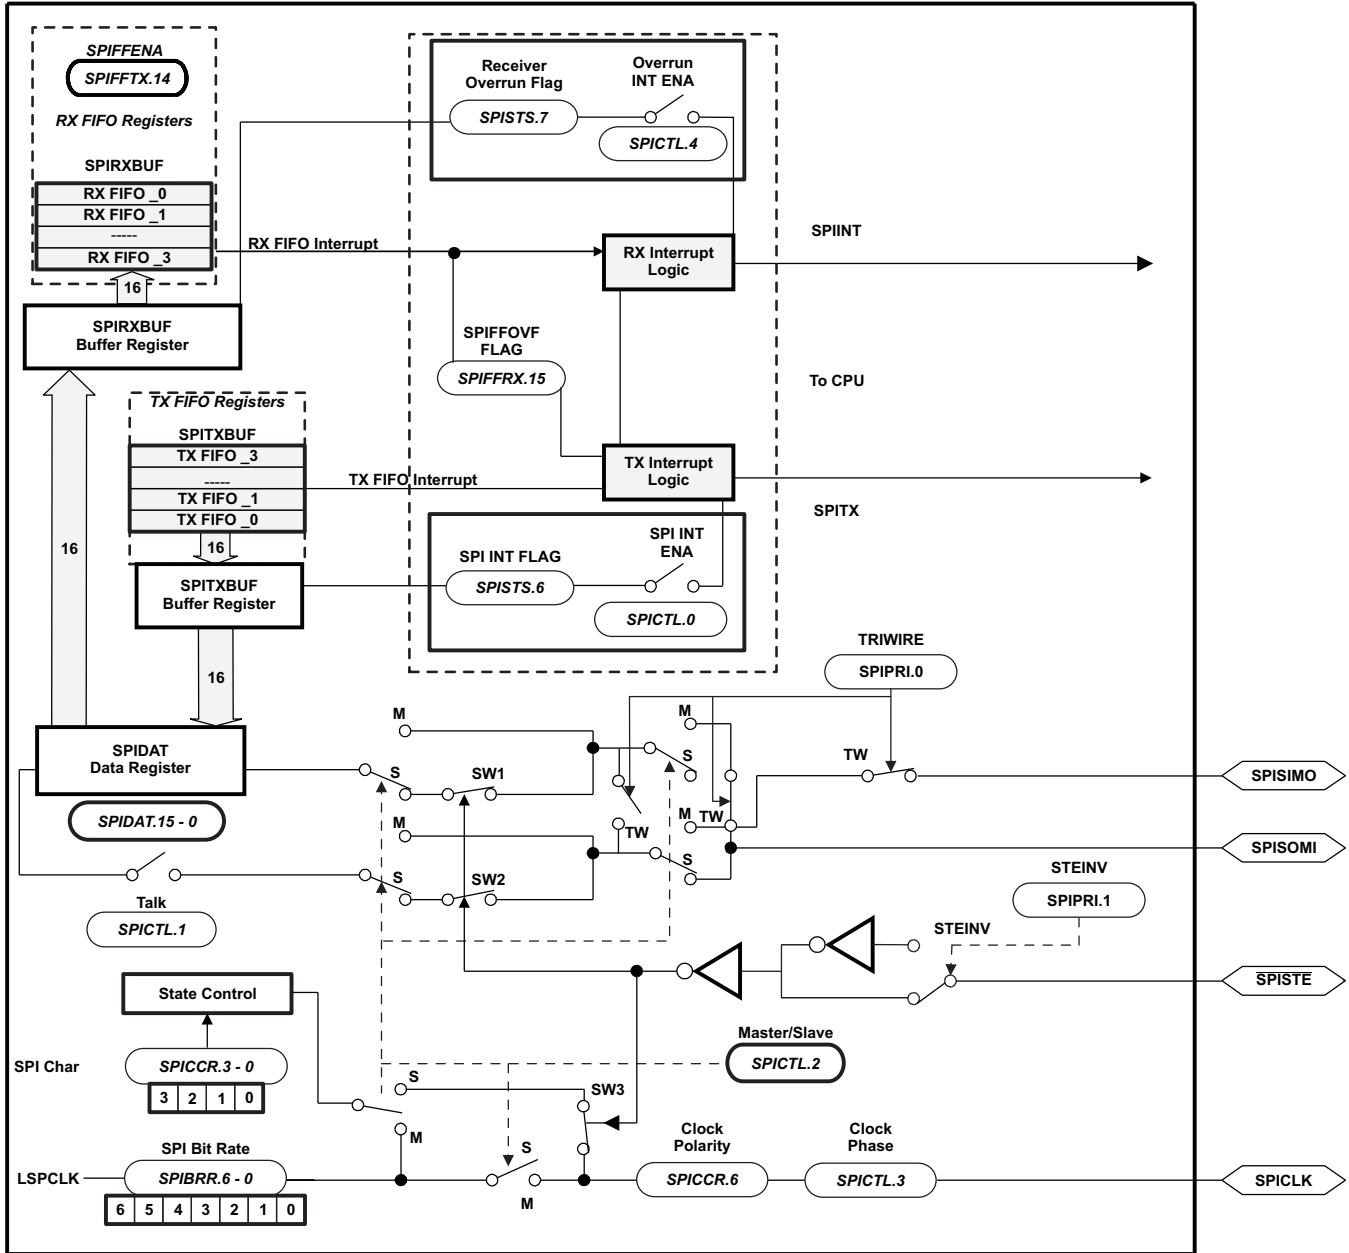 SPIFFENA
SPIFFTX.14
RX FIFO Registers
SPIRXBUF
RX FIFO _0
RX FIFO _1
-----
RX FIFO _3
16
SPIRXBUF
Buffer Register
RX FIFO Interrupt
Receiver
Overrun Flag
SPISTS.7
Overrun
INT ENA
SPICTL.4
RX Interrupt
Logic
SPIINT
SPIFFOVF
FLAG
SPIFFRX.15
To CPU
TX FIFO Registers
SPITXBUF
TX FIFO _3
-----
TX FIFO _1
TX FIFO _0
16
TX FIFO Interrupt
TX Interrupt
Logic
SPITX
16
SPITXBUF
Buffer Register
SPI INT FLAG
SPISTS.6
SPI INT
ENA
SPICTL.0
16
TRIWIRE
SPIPRI.0
SPIDAT
Data Register
SPIDAT.15 - 0
M
S
SW1
M
S
TW
M
TW
TW
SPISIMO
M
S
SW2
S
SPISOMI
Talk
SPICTL.1
STEINV
SPIPRI.1
STEINV
SPISTE
State Control
SPI Char
SPICCR.3 - 0
3 2 1 0
Master/Slave
SPICTL.2
S
M
SW3
SPI Bit Rate
LSPCLK
SPIBRR.6 - 0
6 5 4 3 2 1 0
S
M
Clock
Polarity
SPICCR.6
Clock
Phase
SPICTL.3
SPICLK